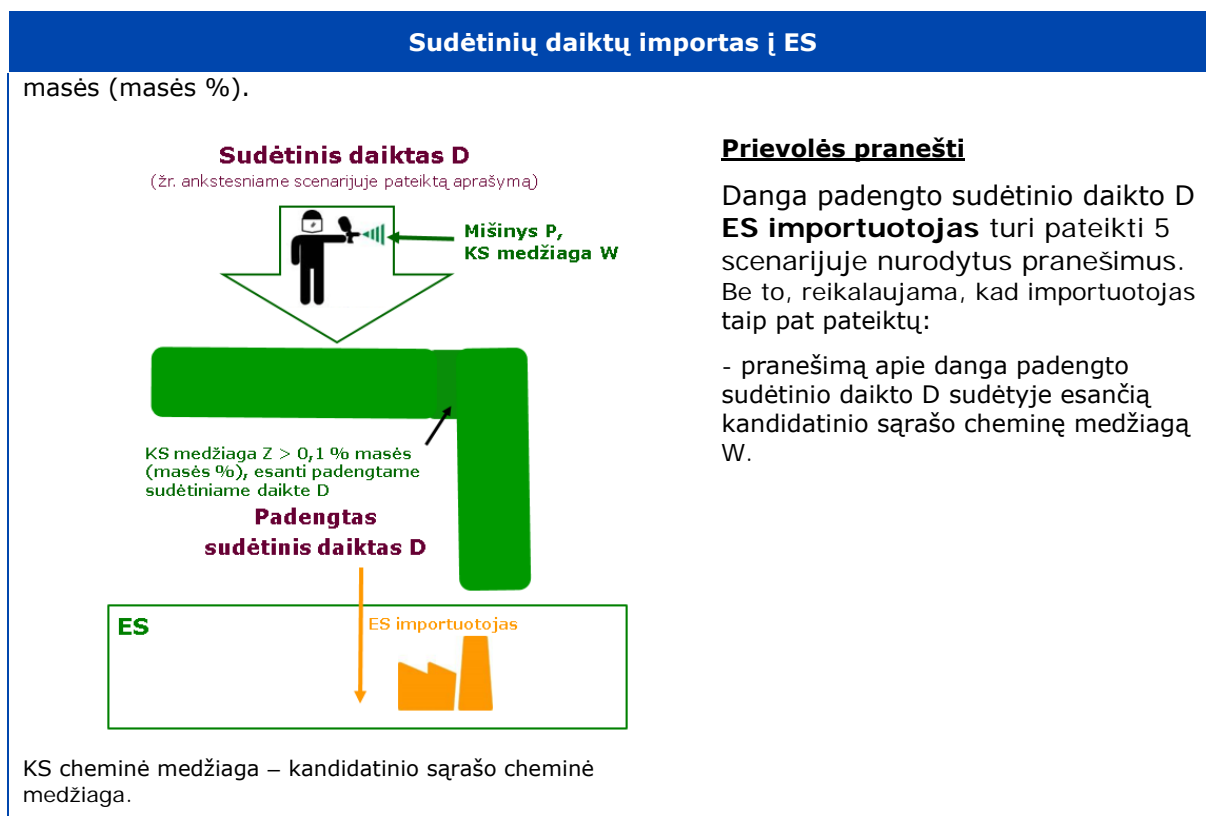 Sudėtinių daiktų importas į ES
masės (masės %).
Sudėtinis daiktas D
(žr. ankstesniame scenarijuje pateiktą aprašymą)
Mišinys P,
KS medžiaga W
KS medžiaga Z > 0,1 % masės
(masės %), esanti padengtame
sudėtiniame daikte D
Padengtas
sudėtinis daiktas D
ES
ES importuotojas
KS cheminė medžiaga – kandidatinio sąrašo cheminė
medžiaga.
Prievolės pranešti
Danga padengto sudėtinio daikto D
ES importuotojas turi pateikti 5
scenarijuje nurodytus pranešimus.
Be to, reikalaujama, kad importuotojas
taip pat pateiktų:
- pranešimą apie danga padengto
sudėtinio daikto D sudėtyje esančią
kandidatinio sąrašo cheminę medžiagą
W.